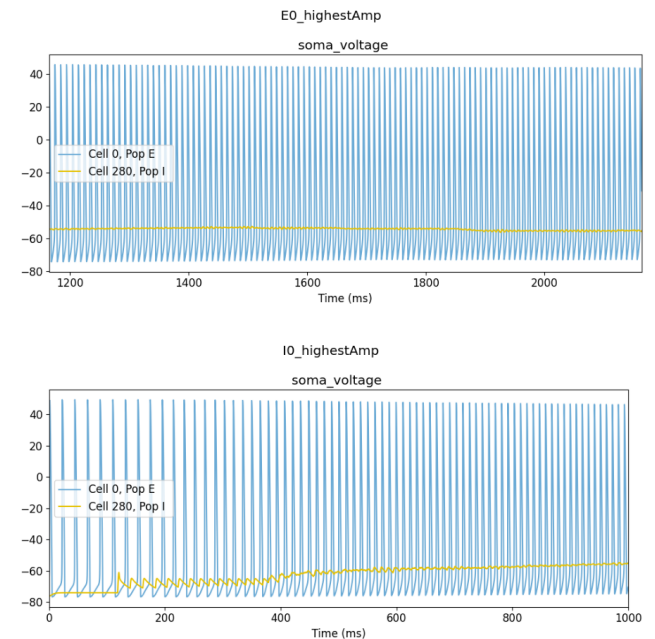 E0_highestAmp
soma_voltage
40
20
0
−20
−40
−60
−80
Cell 0, Pop E
Cell 280, Pop I
1200 1400 1600 1800 2000
Time (ms)
I0_highestAmp
soma_voltage
40
20
0
−20
−40
−60
−80
Cell 0, Pop E
Cell 280, Pop I
0 200 400 600 800 1000
Time (ms)